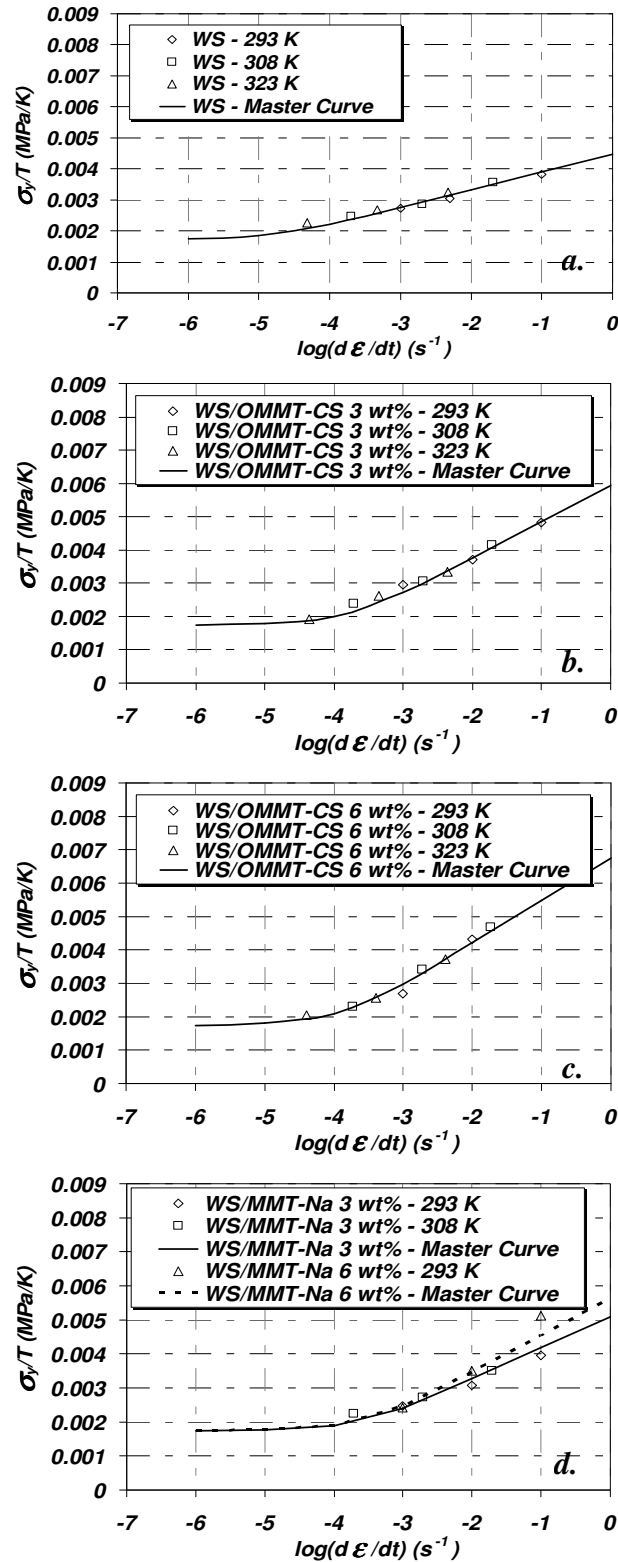 0.009
0.008
0.007
0.006
0.005
0.004
0.003
0.002
0.001
0
σy/T (MPa/K)
WS - 293 K
WS - 308 K
WS - 323 K
WS - Master Curve
a.
-7 -6 -5 -4 -3 -2 -1 0
log(d ε /dt) (s⁻¹)
0.009
0.008
0.007
0.006
0.005
0.004
0.003
0.002
0.001
0
σy/T (MPa/K)
WS/OMMT-CS 3 wt% - 293 K
WS/OMMT-CS 3 wt% - 308 K
WS/OMMT-CS 3 wt% - 323 K
WS/OMMT-CS 3 wt% - Master Curve
b.
-7 -6 -5 -4 -3 -2 -1 0
log(d ε /dt) (s⁻¹)
0.009
0.008
0.007
0.006
0.005
0.004
0.003
0.002
0.001
0
σy/T (MPa/K)
WS/OMMT-CS 6 wt% - 293 K
WS/OMMT-CS 6 wt% - 308 K
WS/OMMT-CS 6 wt% - 323 K
WS/OMMT-CS 6 wt% - Master Curve
c.
-7 -6 -5 -4 -3 -2 -1 0
log(d ε /dt) (s⁻¹)
0.009
0.008
0.007
0.006
0.005
0.004
0.003
0.002
0.001
0
σy/T (MPa/K)
WS/MMT-Na 3 wt% - 293 K
WS/MMT-Na 3 wt% - 308 K
WS/MMT-Na 3 wt% - Master Curve
WS/MMT-Na 6 wt% - 293 K
WS/MMT-Na 6 wt% - Master Curve
d.
-7 -6 -5 -4 -3 -2 -1 0
log(d ε /dt) (s⁻¹)